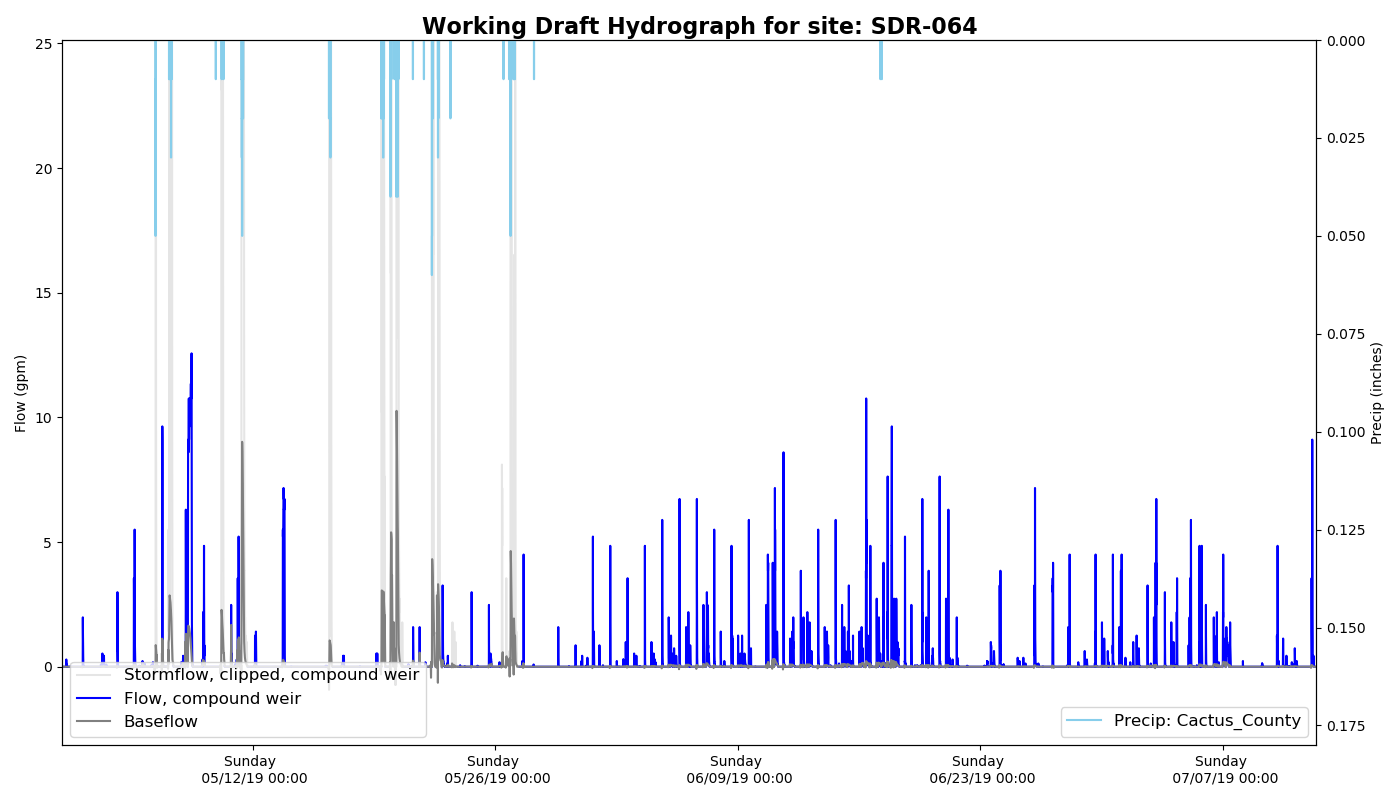 Working Draft Hydrograph for site: SDR-064
25
20
15
10
5
0
Flow (gpm)
0.000
0.025
0.050
0.075
0.100
0.125
0.150
0.175
Precip (inches)
Stormflow, clipped, compound weir
Flow, compound weir
Baseflow
Precip: Cactus_County
Sunday
05/12/19 00:00
Sunday
05/26/19 00:00
Sunday
06/09/19 00:00
Sunday
06/23/19 00:00
Sunday
07/07/19 00:00